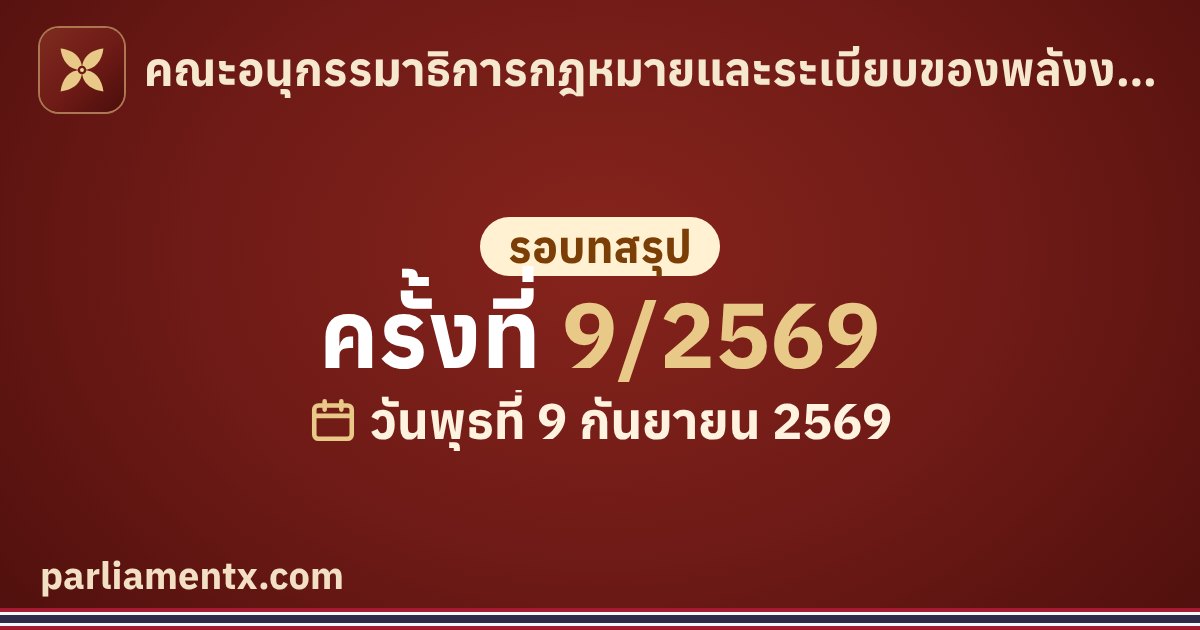 คณะอนุกรรมาธิการกฎหมายและระเบียบของพลังง...
รอบทสรุป
ครั้งที่ 9/2569
วันพุธที่ 9 กันยายน 2569
parliamentx.com